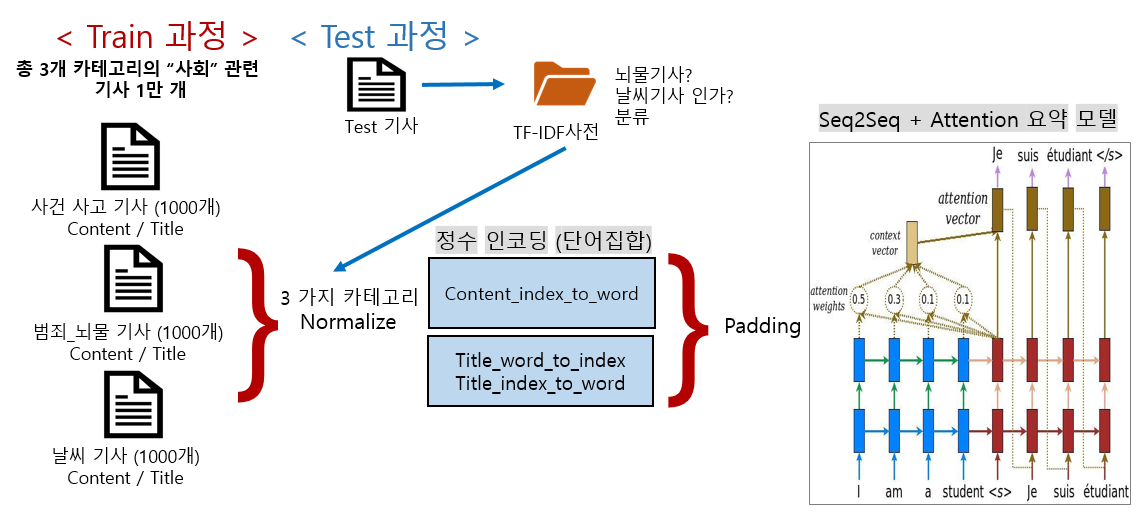 < Train 과정 >
총 3개 카테고리의 “사회” 관련
기사 1만 개
사건 사고 기사 (1000개)
Content / Title
범죄_뇌물 기사 (1000개)
Content / Title
날씨 기사 (1000개)
Content / Title
< Test 과정 >
Test 기사
TF-IDF사전
뇌물기사?
날씨기사 인가?
분류
3 가지 카테고리
Normalize
정수 인코딩 (단어집합)
Content_index_to_word
Title_word_to_index
Title_index_to_word
Padding
Seq2Seq + Attention 요약 모델
Je suis étudiant </s>
attention
vector
context
vector
attention
weights
0.5 0.3 0.1 0.1
I am a student <s> Je suis étudiant